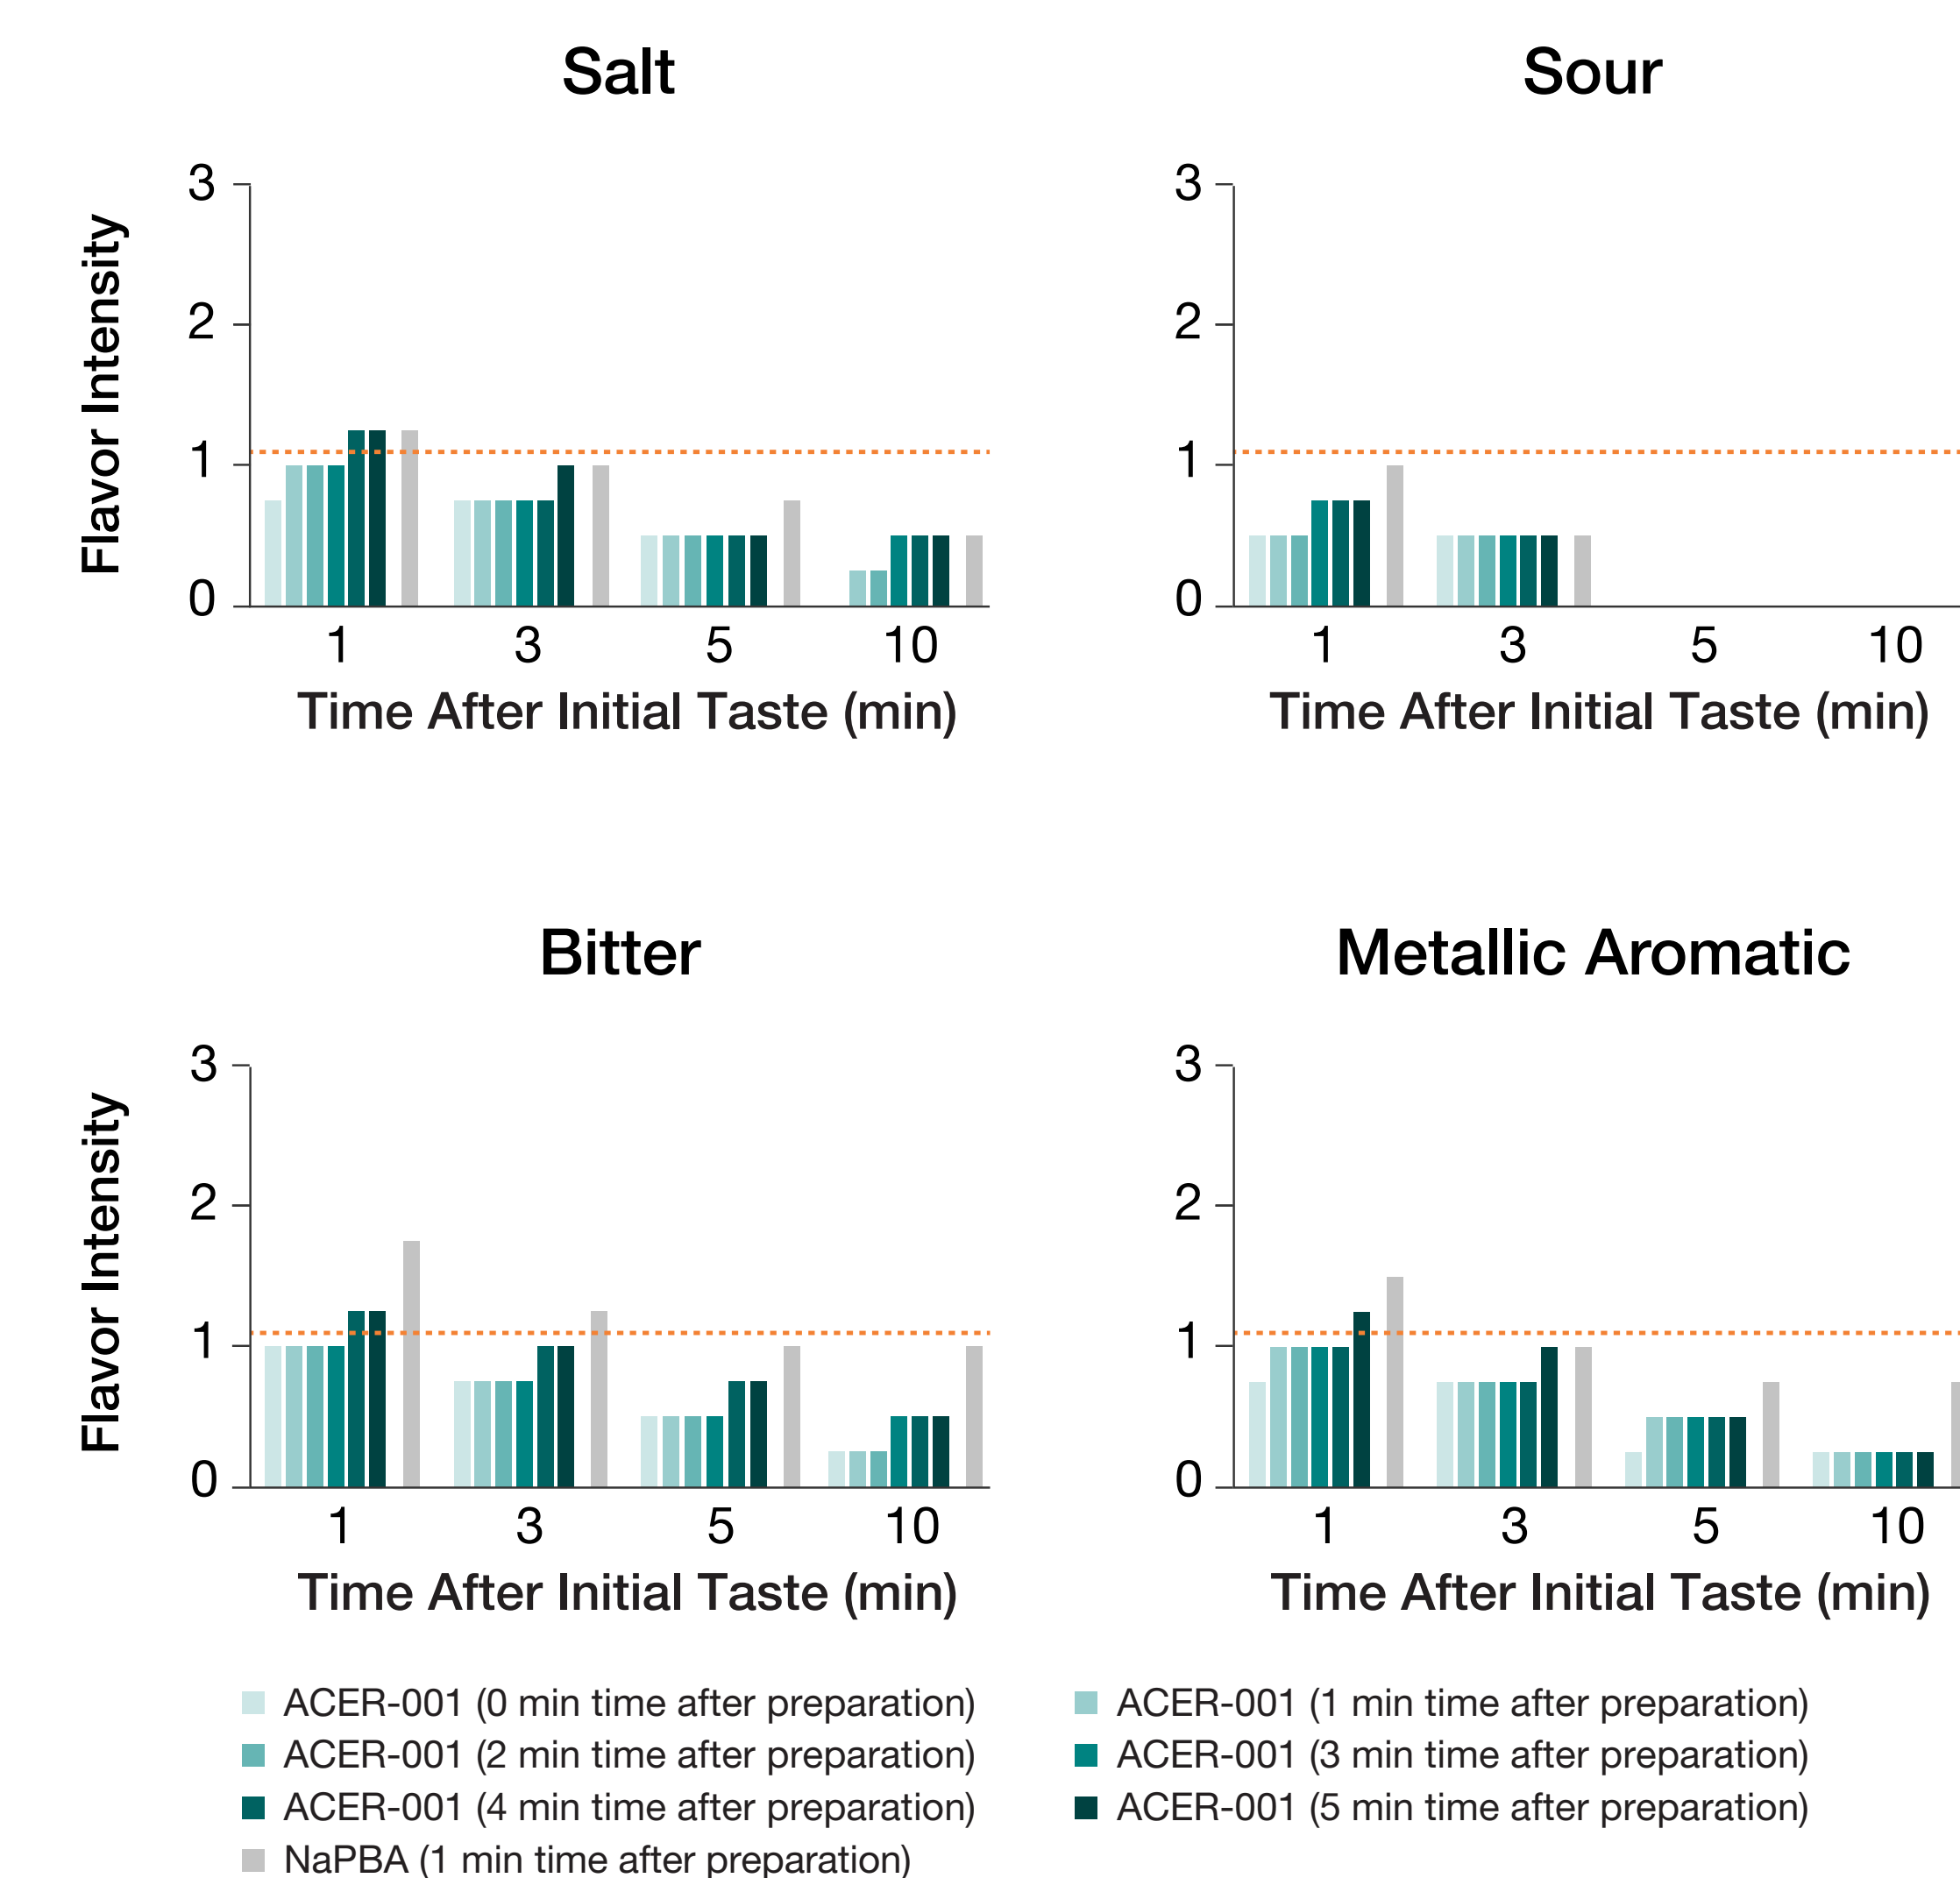 Salt
Sour
Flavor Intensity
3
2
1
0
1 3 5 10
Time After Initial Taste (min)
3
2
1
0
1 3 5 10
Time After Initial Taste (min)
Bitter
Metallic Aromatic
Flavor Intensity
3
2
1
0
1 3 5 10
Time After Initial Taste (min)
3
2
1
0
1 3 5 10
Time After Initial Taste (min)
ACER-001 (0 min time after preparation)
ACER-001 (1 min time after preparation)
ACER-001 (2 min time after preparation)
ACER-001 (3 min time after preparation)
ACER-001 (4 min time after preparation)
ACER-001 (5 min time after preparation)
NaPBA (1 min time after preparation)